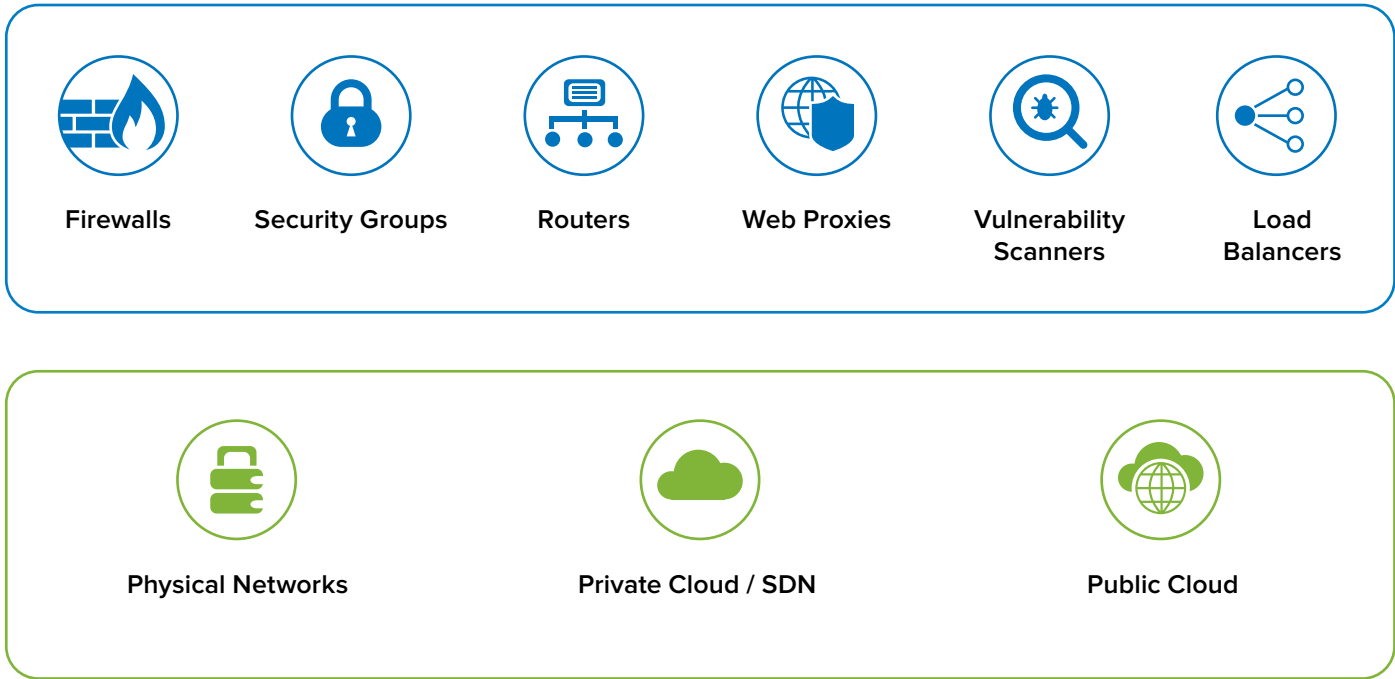 Firewalls
Security Groups
Routers
Web Proxies
Vulnerability
Scanners
Load
Balancers
Physical Networks
Private Cloud / SDN
Public Cloud